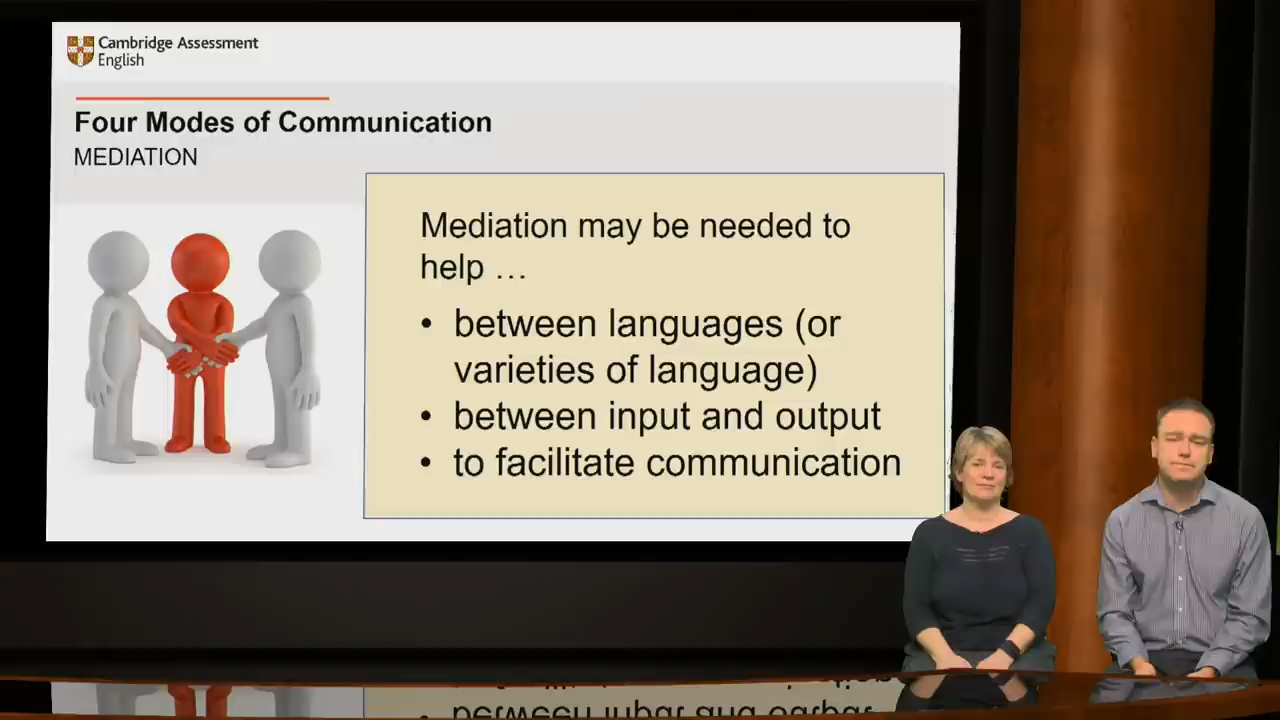 Cambridge Assessment
English
Four Modes of Communication
MEDIATION
Mediation may be needed to
help …
• between languages (or
varieties of language)
• between input and output
• to facilitate communication